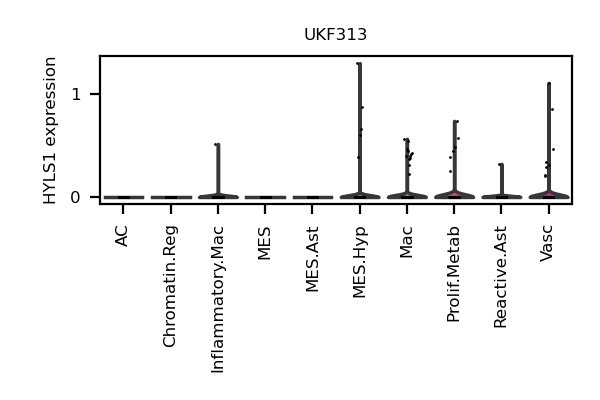 UKF313
HYLS1 expression
1
0
AC
Chromatin.Reg
Inflammatory.Mac
MES
MES.Ast
MES.Hyp
Mac
Prolif.Metab
Reactive.Ast
Vasc